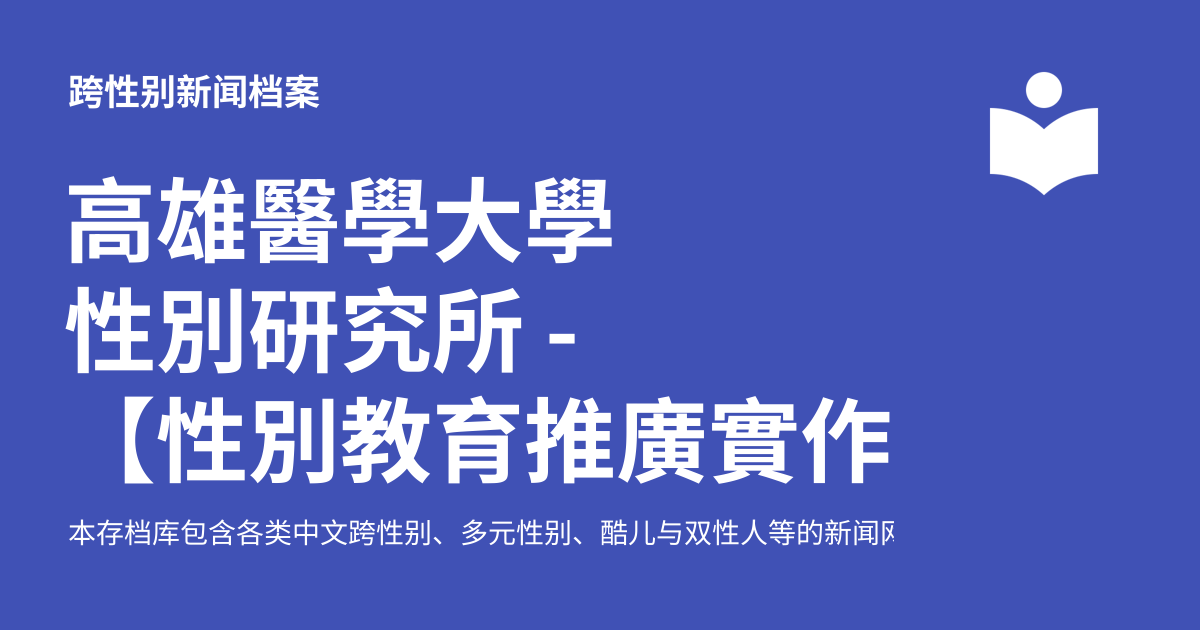 跨性别新闻档案
高雄醫學大學
性別研究所 -
【性別教育推廣實作
本存档库包含各类中文跨性别、多元性别、酷儿与双性人等的新闻网